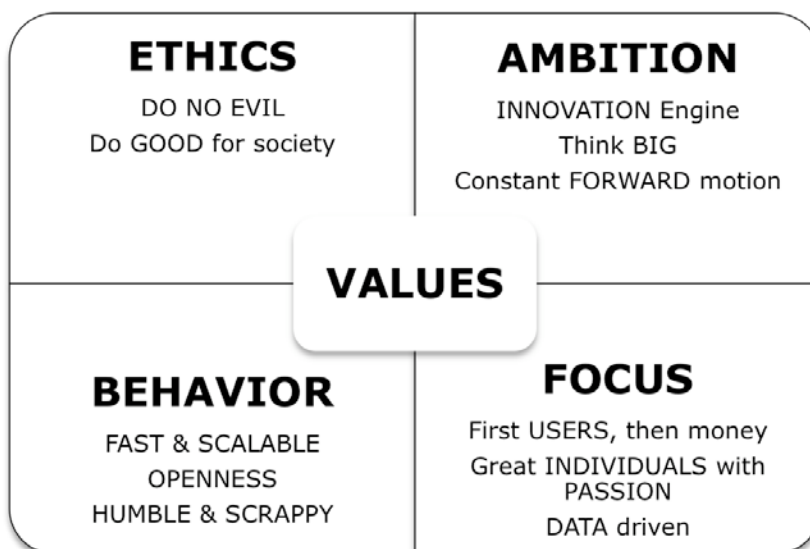 ETHICS
DO NO EVIL
Do GOOD for society
AMBITION
INNOVATION Engine
Think BIG
Constant FORWARD motion
VALUES
BEHAVIOR
FAST & SCALABLE
OPENNESS
HUMBLE & SCRAPPY
FOCUS
First USERS, then money
Great INDIVIDUALS with
PASSION
DATA driven